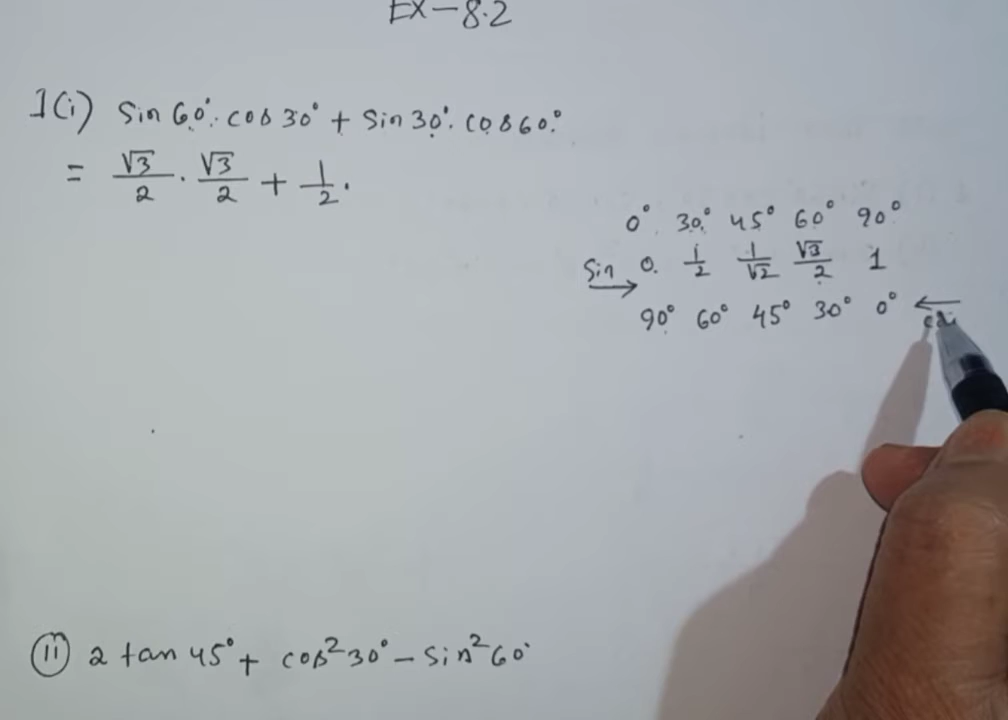 Ex-8.2
1(i) sin 60°. cos 30° + sin 30°. cos 60°
= √3/2 . √3/2 + 1/2 .
0° 30° 45° 60° 90°
Sin 0 1/2 1/√2 √3/2 1
→
90° 60° 45° 30° 0° ←
(ii) 2 tan 45° + cos² 30° - sin² 60°